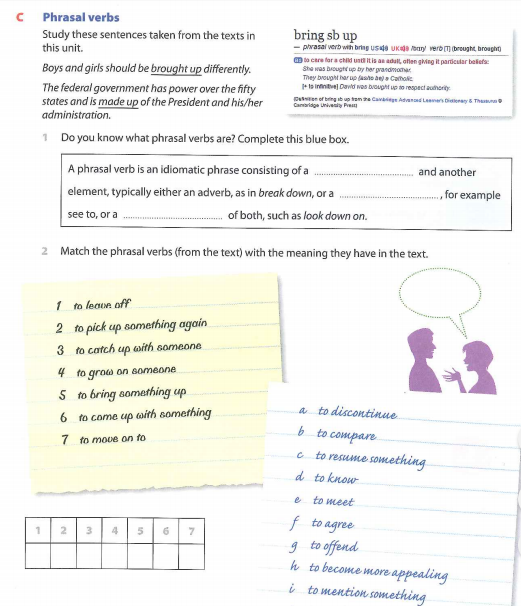 C Phrasal verbs
Study these sentences taken from the texts in
this unit.
Boys and girls should be brought up differently.
The federal government has power over the fifty
states and is made up of the President and his/her
administration.
bring sb up
— phrasal verb with bring US UK /brɪŋ/ verb [T] (brought, brought)
to care for a child until it is an adult, often giving it particular beliefs:
She was brought up by her grandmother.
They brought her up (as/to be) a Catholic.
[+ to infinitive] David was brought up to respect authority.
(Definition of bring sb up from the Cambridge Advanced Learner's Dictionary & Thesaurus ©
Cambridge University Press)
1 Do you know what phrasal verbs are? Complete this blue box.
A phrasal verb is an idiomatic phrase consisting of a .................................... and another
element, typically either an adverb, as in break down, or a ...................................., for example
see to, or a .................................... of both, such as look down on.
2 Match the phrasal verbs (from the text) with the meaning they have in the text.
1 to leave off
2 to pick up something again
3 to catch up with someone
4 to grow on someone
5 to bring something up
6 to come up with something
7 to move on to
a to discontinue
b to compare
c to resume something
d to know
e to meet
f to agree
g to offend
h to become more appealing
i to mention something
1 2 3 4 5 6 7